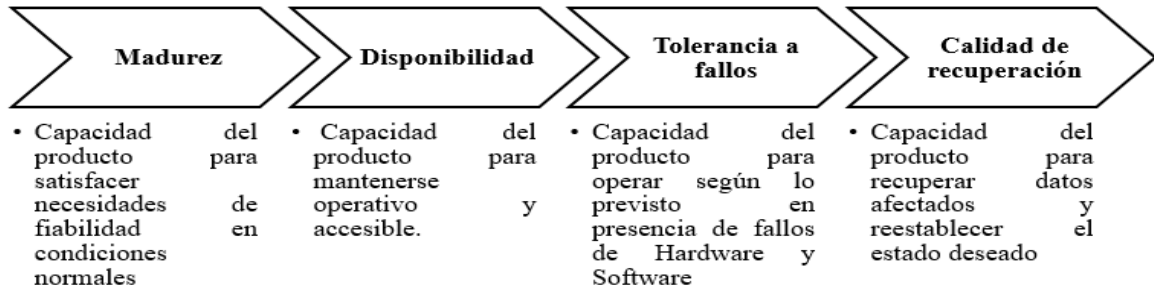 Madurez
• Capacidad del
producto para
satisfacer
necesidades de
fiabilidad en
condiciones
normales
Disponibilidad
• Capacidad del
producto para
mantenerse
operativo y
accesible.
Tolerancia a
fallos
• Capacidad del
producto para
operar según lo
previsto en
presencia de fallos
de Hardware y
Software
Calidad de
recuperación
• Capacidad del
producto para
recuperar datos
afectados y
reestablecer el
estado deseado